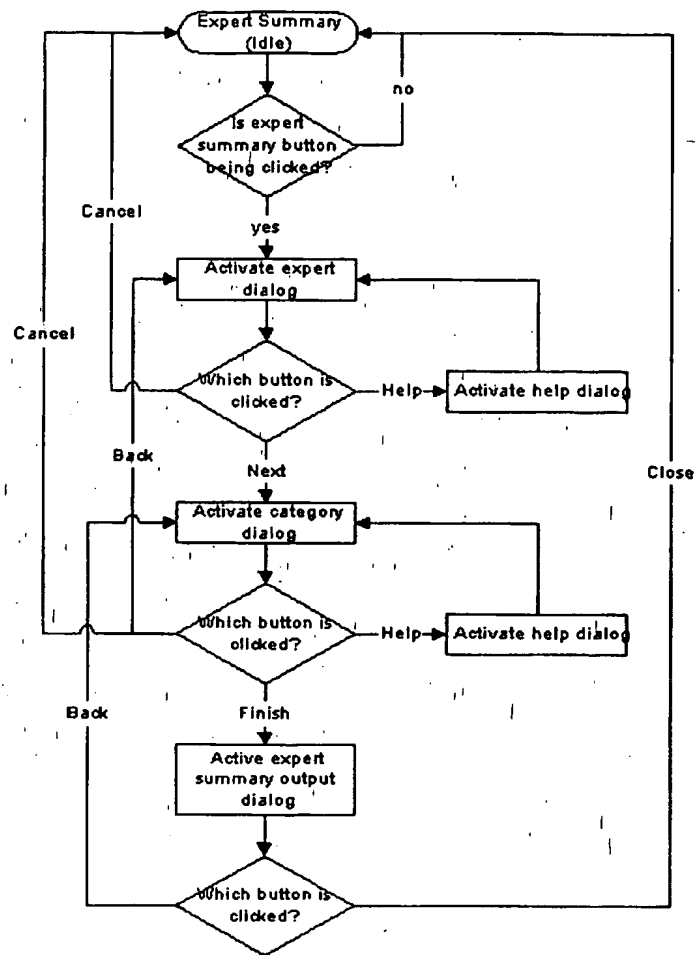 Expert Summary
(Idle)
no
Is expert
summary button
being clicked?
Cancel
yes
Activate expert
dialog
Cancel
Which button is
clicked?
Help
Activate help dialog
Back
Next
Close
Activate category
dialog
Which button is
clicked?
Help
Activate help dialog
Back
Finish
Active expert
summary output
dialog
Which button is
clicked?